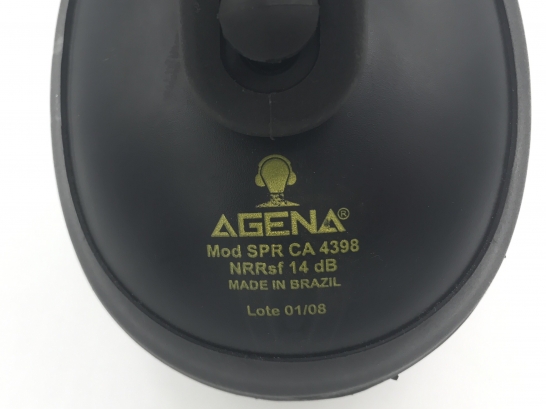 AGENA®
Mod SPR CA 4398
NRRsf 14 dB
MADE IN BRAZIL
Lote 01/08